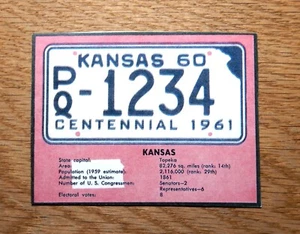 KANSAS 60
PQ-1234
CENTENNIAL 1961
KANSAS
State capital: Topeka
Area: 82,276 sq. miles (rank: 14th)
Population (1959 estimate): 2,116,000 (rank: 29th)
Admitted to the Union: 1861
Number of U. S. Congressmen: Senators—2
Representatives—6
Electoral votes: 8